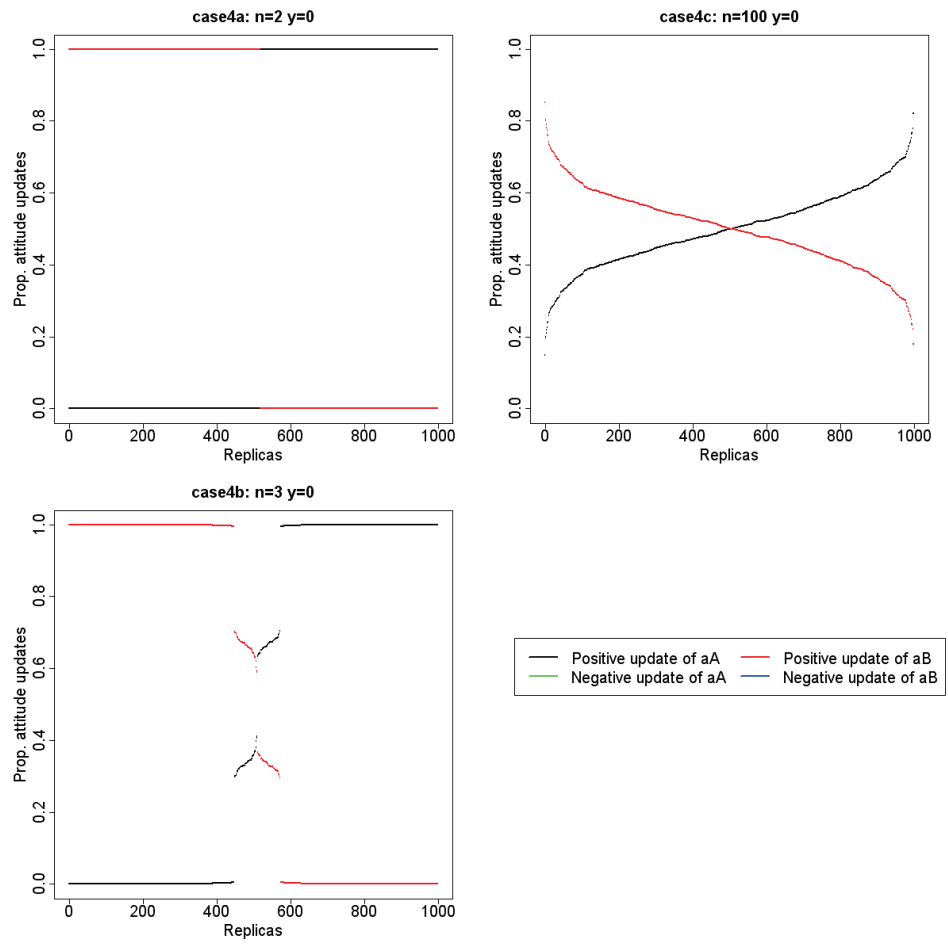 case4a: n=2 y=0
Prop. attitude updates
1.0
0.8
0.6
0.4
0.2
0.0
0 200 400 600 800 1000
Replicas
case4c: n=100 y=0
Prop. attitude updates
1.0
0.8
0.6
0.4
0.2
0.0
0 200 400 600 800 1000
Replicas
case4b: n=3 y=0
Prop. attitude updates
1.0
0.8
0.6
0.4
0.2
0.0
0 200 400 600 800 1000
Replicas
Positive update of aA Positive update of aB
Negative update of aA Negative update of aB